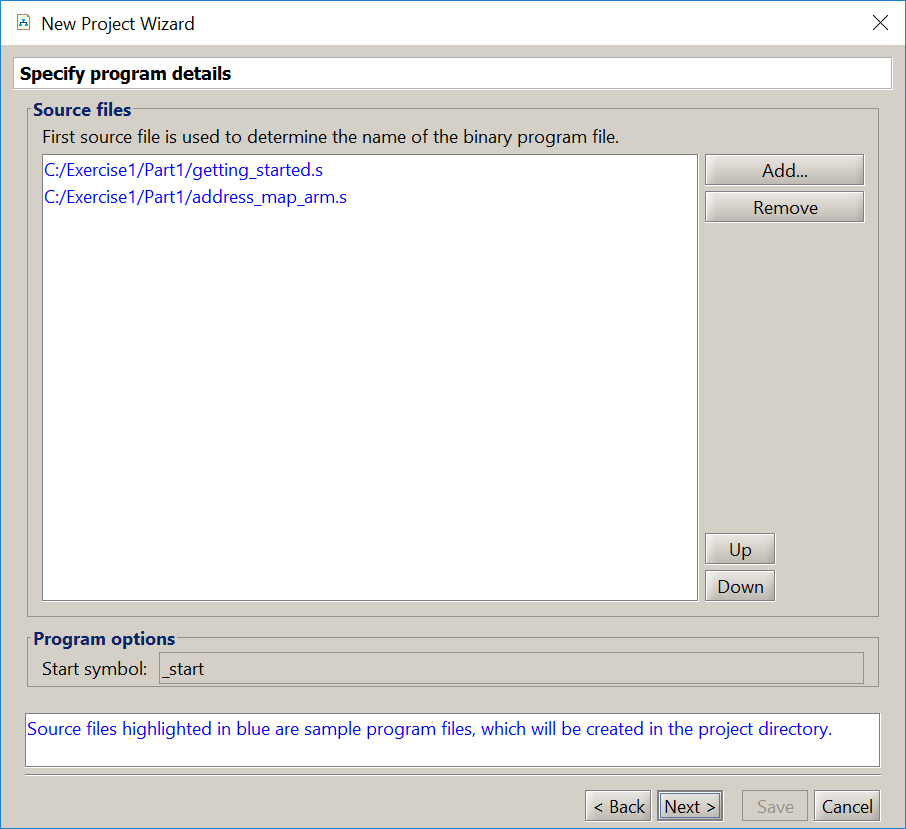 New Project Wizard
Specify program details
Source files
First source file is used to determine the name of the binary program file.
C:/Exercise1/Part1/getting_started.s
C:/Exercise1/Part1/address_map_arm.s
Add...
Remove
Up
Down
Program options
Start symbol: _start
Source files highlighted in blue are sample program files, which will be created in the project directory.
< Back Next > Save Cancel